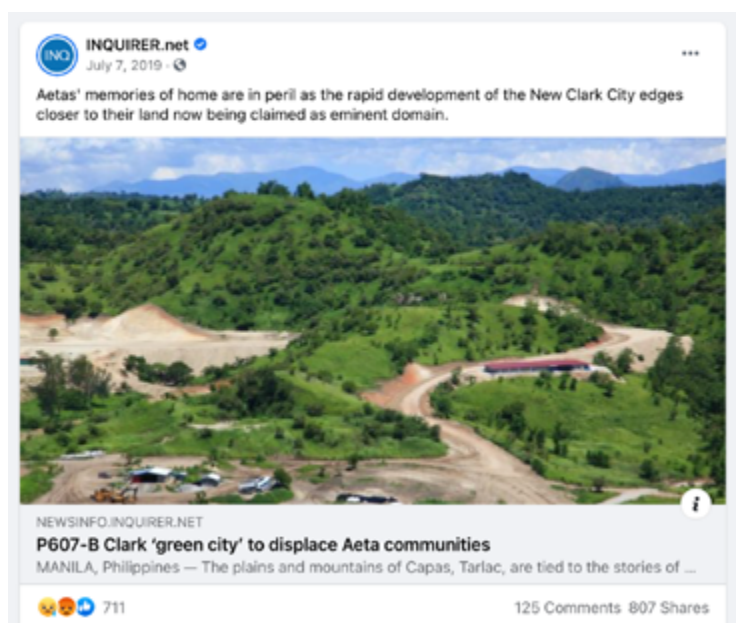 INQ
INQUIRER.net
July 7, 2019 ·
Aetas' memories of home are in peril as the rapid development of the New Clark City edges
closer to their land now being claimed as eminent domain.
NEWSINFO.INQUIRER.NET
P607-B Clark ‘green city’ to displace Aeta communities
MANILA, Philippines — The plains and mountains of Capas, Tarlac, are tied to the stories of ...
711
125 Comments 807 Shares